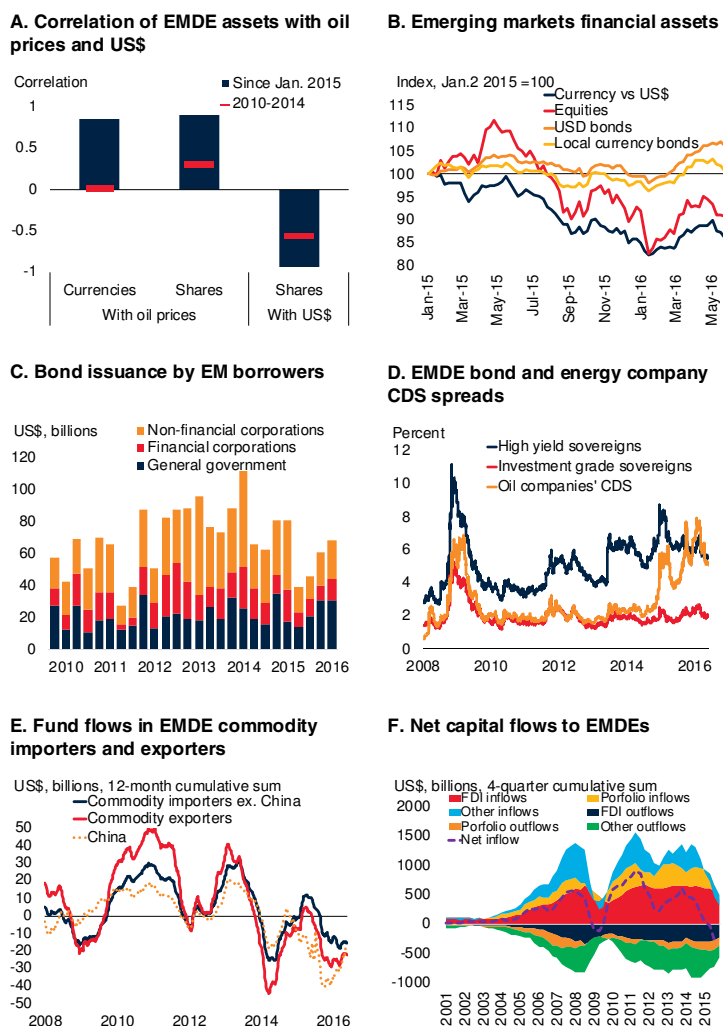 A. Correlation of EMDE assets with oil
prices and US$
Correlation
Since Jan. 2015
2010-2014
1
0.5
0
-0.5
-1
Currencies
Shares
Shares
With oil prices
With US$
B. Emerging markets financial assets
Index, Jan.2 2015 =100
Currency vs US$
Equities
USD bonds
Local currency bonds
115
110
105
100
95
90
85
80
Jan-15
Mar-15
May-15
Jul-15
Sep-15
Nov-15
Jan-16
Mar-16
May-16
C. Bond issuance by EM borrowers
US$, billions
Non-financial corporations
Financial corporations
General government
120
100
80
60
40
20
0
2010
2011
2012
2013
2014
2015
2016
D. EMDE bond and energy company
CDS spreads
Percent
High yield sovereigns
Investment grade sovereigns
Oil companies' CDS
12
10
8
6
4
2
0
2008
2010
2012
2014
2016
E. Fund flows in EMDE commodity
importers and exporters
US$, billions, 12-month cumulative sum
Commodity importers ex. China
Commodity exporters
China
50
40
30
20
10
0
-10
-20
-30
-40
-50
2008
2010
2012
2014
2016
F. Net capital flows to EMDEs
US$, billions, 4-quarter cumulative sum
FDI inflows
Porfolio inflows
Other inflows
FDI outflows
Porfolio outflows
Other outflows
Net inflow
2000
1500
1000
500
0
-500
-1000
2001
2002
2003
2004
2005
2006
2007
2008
2009
2010
2011
2012
2013
2014
2015